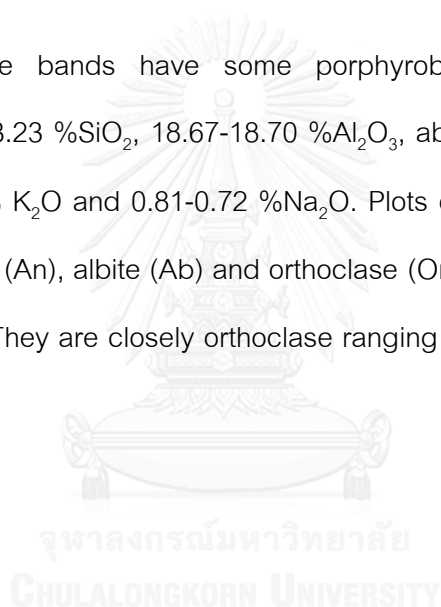 e bands have some porphyrob
3.23 %SiO₂, 18.67-18.70 %Al₂O₃, ab
K₂O and 0.81-0.72 %Na₂O. Plots
(An), albite (Ab) and orthoclase (Or
They are closely orthoclase ranging
จุฬาลงกรณ์มหาวิทยาลัย
CHULALONGKORN UNIVERSITY